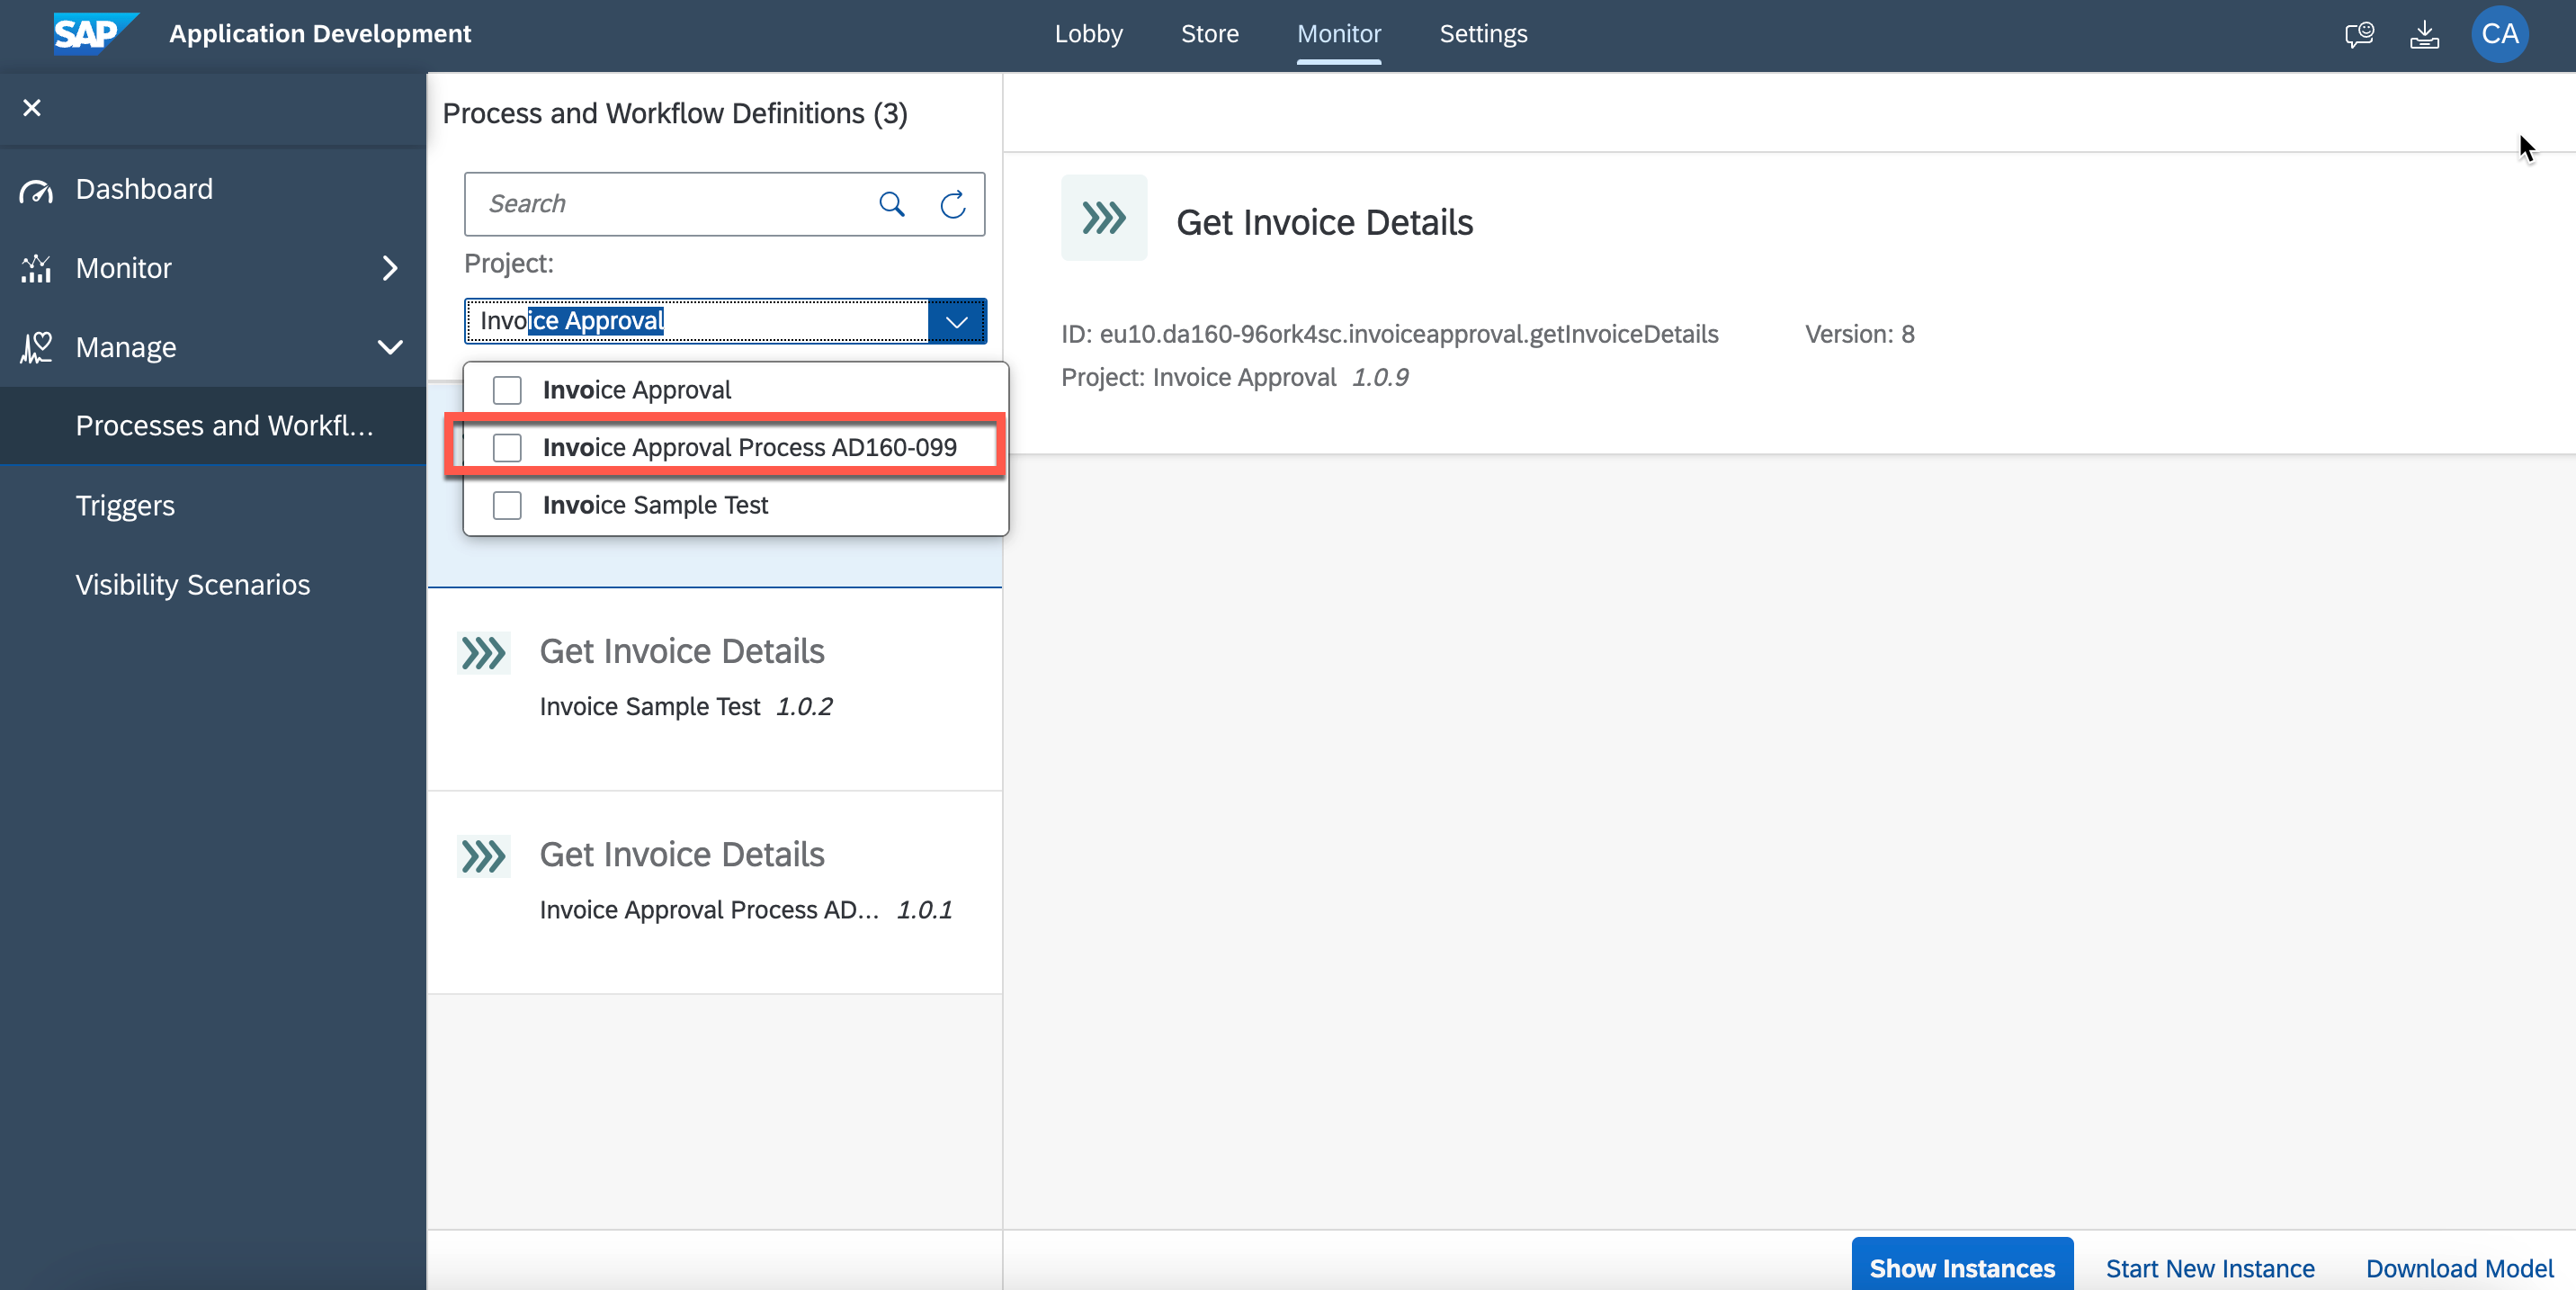 SAP Application Development
Lobby Store Monitor Settings
CA
Dashboard
Monitor
Manage
Processes and Workfl...
Triggers
Visibility Scenarios
Process and Workflow Definitions (3)
Search
Project:
Invoice Approval
Invoice Approval
Invoice Approval Process AD160-099
Invoice Sample Test
Get Invoice Details
Invoice Sample Test 1.0.2
Get Invoice Details
Invoice Approval Process AD... 1.0.1
Get Invoice Details
ID: eu10.da160-96ork4sc.invoiceapproval.getInvoiceDetails Version: 8
Project: Invoice Approval 1.0.9
Show Instances Start New Instance Download Model